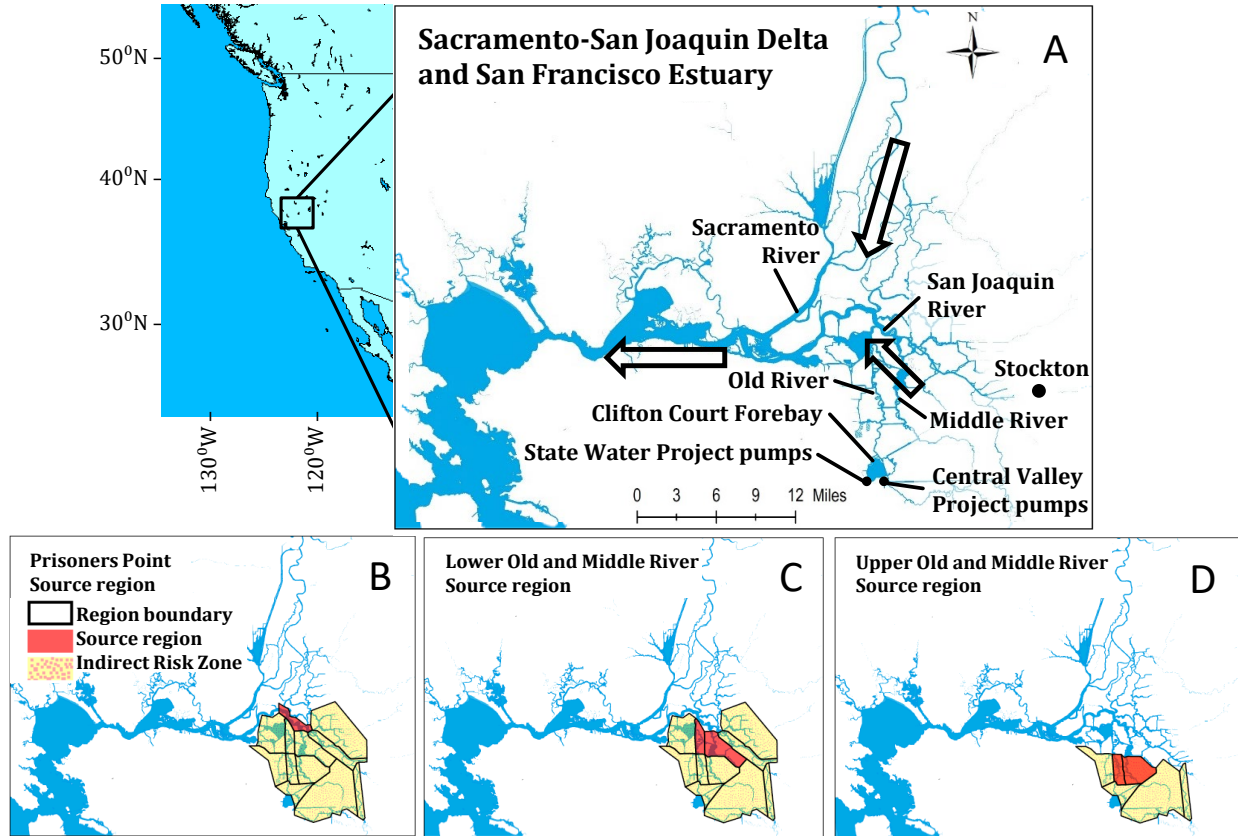 50⁰N
40⁰N
30⁰N
130⁰W
120⁰W
Sacramento-San Joaquin Delta
and San Francisco Estuary
N
A
Sacramento
River
San Joaquin
River
Stockton
Old River
Middle River
Clifton Court Forebay
State Water Project pumps
Central Valley
Project pumps
0 3 6 9 12 Miles
Prisoners Point
Source region
B
Region boundary
Source region
Indirect Risk Zone
Lower Old and Middle River
Source region
C
Upper Old and Middle River
Source region
D